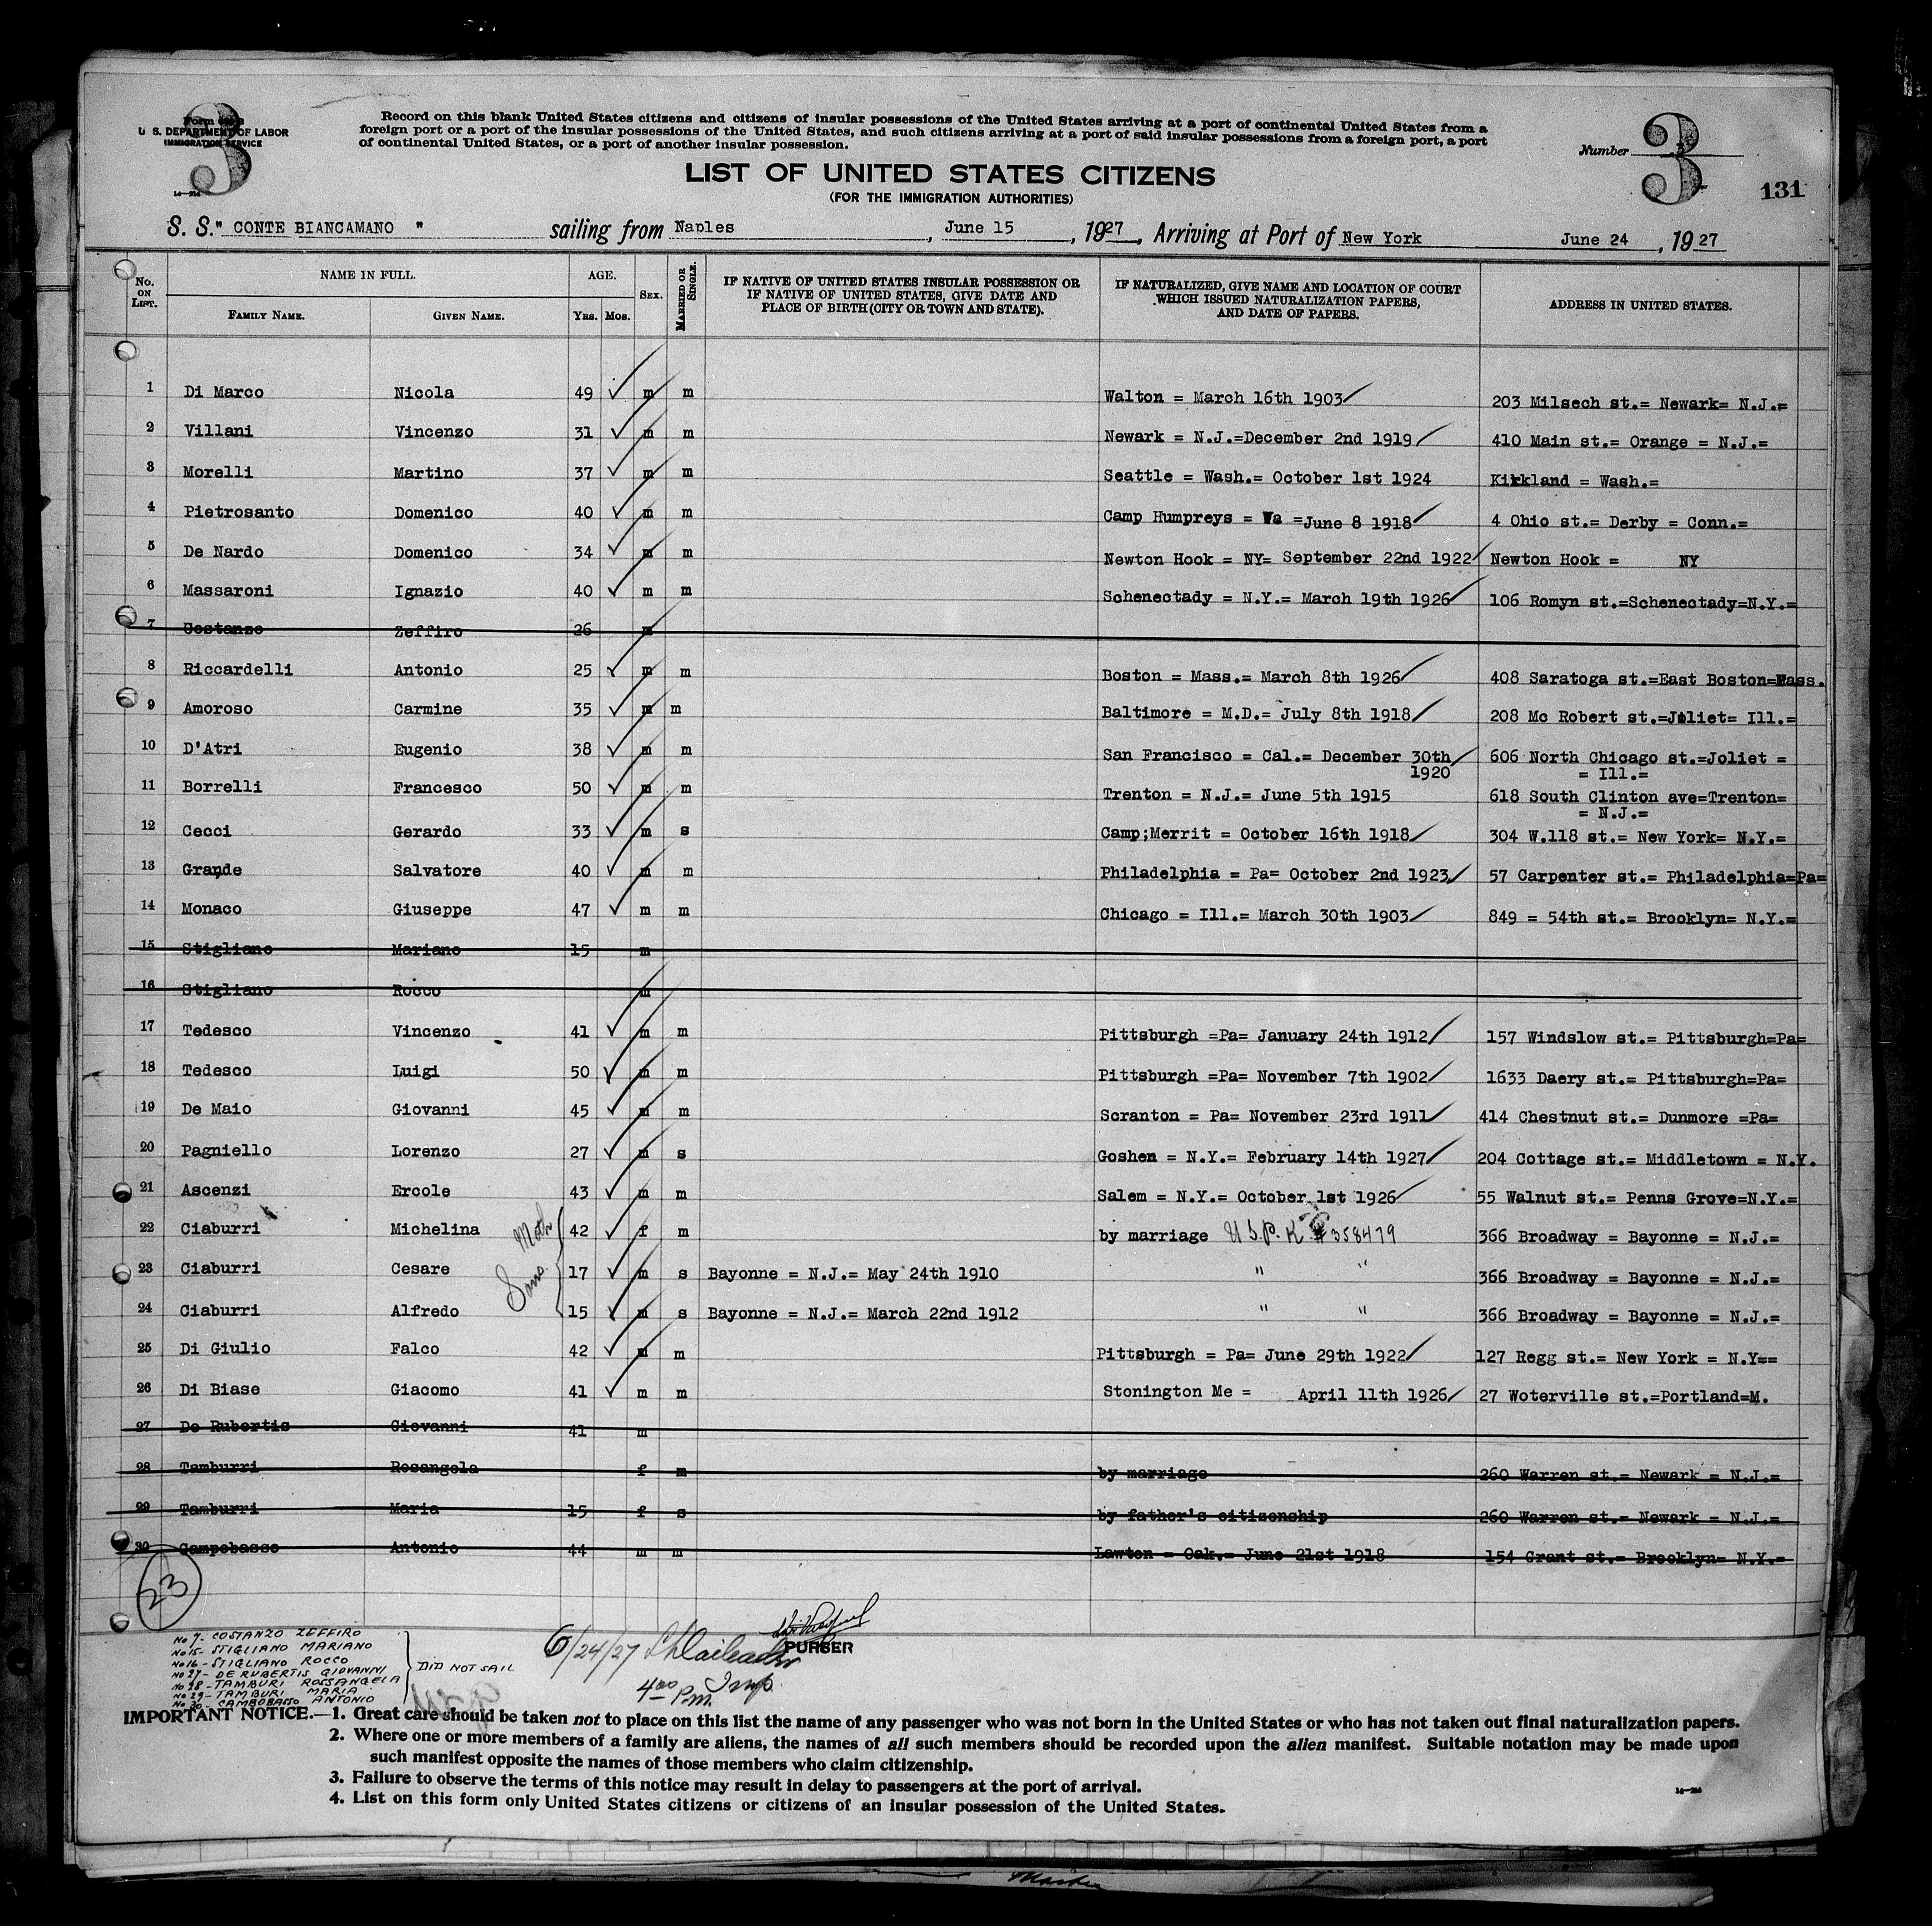 3
U. S. DEPARTMENT OF LABOR
IMMIGRATION SERVICE
Record on this blank United States citizens and citizens of insular possessions of the United States arriving at a port of continental United States from a
foreign port or a port of the insular possessions of the United States, and such citizens arriving at a port of said insular possessions from a foreign port, a port
of continental United States, or a port of another insular possession.
Number 3
131
LIST OF UNITED STATES CITIZENS
(FOR THE IMMIGRATION AUTHORITIES)
S. S." CONTE BIANCAMANO " sailing from Naples, June 15, 1927, Arriving at Port of New York June 24, 1927
No. ON LIST. NAME IN FULL. AGE. SEX. MARRIED OR SINGLE. IF NATIVE OF UNITED STATES INSULAR POSSESSION OR IF NATIVE OF UNITED STATES, GIVE DATE AND PLACE OF BIRTH (CITY OR TOWN AND STATE). IF NATURALIZED, GIVE NAME AND LOCATION OF COURT WHICH ISSUED NATURALIZATION PAPERS, AND DATE OF PAPERS. ADDRESS IN UNITED STATES.
FAMILY NAME. GIVEN NAME. YRS. MOS.
1 Di Marco Nicola 49 m m Walton = March 16th 1903 203 Milsech st.= Newark= N.J.=
2 Villani Vincenzo 31 m m Newark = N.J.=December 2nd 1919 410 Main st.= Orange = N.J.=
3 Morelli Martino 37 m m Seattle = Wash.= October 1st 1924 Kirkland = Wash.=
4 Pietrosanto Domenico 40 m m Camp Humpreys = Va =June 8 1918 4 Ohio st.= Derby = Conn.=
5 De Nardo Domenico 34 m m Newton Hook = NY= September 22nd 1922 Newton Hook = NY
6 Massaroni Ignazio 40 m m Schenectady = N.Y.= March 19th 1926 106 Romyn st.=Schenectady=N.Y.=
7 Costanzo Zeffiro 26 m
8 Riccardelli Antonio 25 m m Boston = Mass.= March 8th 1926 408 Saratoga st.=East Boston=Mass.
9 Amoroso Carmine 35 m m Baltimore = M.D.= July 8th 1918 208 Mc Robert st.=Joliet= Ill.=
10 D'Atri Eugenio 38 m m San Francisco = Cal.= December 30th 1920 606 North Chicago st.=Joliet = = Ill.=
11 Borrelli Francesco 50 m m Trenton = N.J.= June 5th 1915 618 South Clinton ave=Trenton= = N.J.=
12 Cecci Gerardo 33 m s Camp;Merrit = October 16th 1918 304 W.118 st.= New York= N.Y.=
13 Grande Salvatore 40 m m Philadelphia = Pa= October 2nd 1923 57 Carpenter st.= Philadelphia=Pa=
14 Monaco Giuseppe 47 m m Chicago = Ill.= March 30th 1903 849 = 54th st.= Brooklyn= N.Y.=
15 Stigliano Mariano 15 m
16 Stigliano Rocco m
17 Tedesco Vincenzo 41 m m Pittsburgh =Pa= January 24th 1912 157 Windslow st.= Pittsburgh=Pa=
18 Tedesco Luigi 50 m m Pittsburgh =Pa= November 7th 1902 1633 Daery st.= Pittsburgh=Pa=
19 De Maio Giovanni 45 m m Scranton = Pa= November 23rd 1911 414 Chestnut st.= Dunmore =Pa=
20 Pagniello Lorenzo 27 m s Goshen = N.Y.= February 14th 1927 204 Cottage st.= Middletown = N.Y.
21 Ascenzi Ercole 43 m m Salem = N.Y.= October 1st 1926 55 Walnut st.= Penns Grove=N.Y.=
22 Ciaburri Michelina Moth 42 f m by marriage U.S.P. # 358479 366 Broadway = Bayonne = N.J.=
23 Ciaburri Cesare Sons. 17 m s Bayonne = N.J.= May 24th 1910 " " 366 Broadway = Bayonne = N.J.=
24 Ciaburri Alfredo 15 m s Bayonne = N.J.= March 22nd 1912 " " 366 Broadway = Bayonne = N.J.=
25 Di Giulio Falco 42 m m Pittsburgh = Pa= June 29th 1922 127 Regg st.= New York = N.Y==
26 Di Biase Giacomo 41 m m Stonington Me = April 11th 1926 27 Woterville st.=Portland=M.
27 De Rubertis Giovanni 41 m
28 Tamburri Rosangela f m by marriage 260 Warren st.= Newark = N.J.=
29 Tamburri Maria 15 f s by father's citizenship 260 Warren st.= Newark = N.J.=
30 Campobasso Antonio 44 m m Lawton = Oak.= June 21st 1918 154 Grant st.= Brooklyn= N.Y.=
23
No 7- COSTANZO ZEFFIRO
No 15- STIGLIANO MARIANO
No 16- STIGLIANO ROCCO
No 27- DE RUBERTIS GIOVANNI
No 28- TAMBURI ROSSANGELA
No 29- TAMBURI MARIA
No 30- CAMBOBASSO ANTONIO
DID NOT SAIL
6/24/27
Insp.
4 00 P.m.
PURSER
IMPORTANT NOTICE.—1. Great care should be taken not to place on this list the name of any passenger who was not born in the United States or who has not taken out final naturalization papers.
2. Where one or more members of a family are aliens, the names of all such members should be recorded upon the alien manifest. Suitable notation may be made upon
such manifest opposite the names of those members who claim citizenship.
3. Failure to observe the terms of this notice may result in delay to passengers at the port of arrival.
4. List on this form only United States citizens or citizens of an insular possession of the United States.